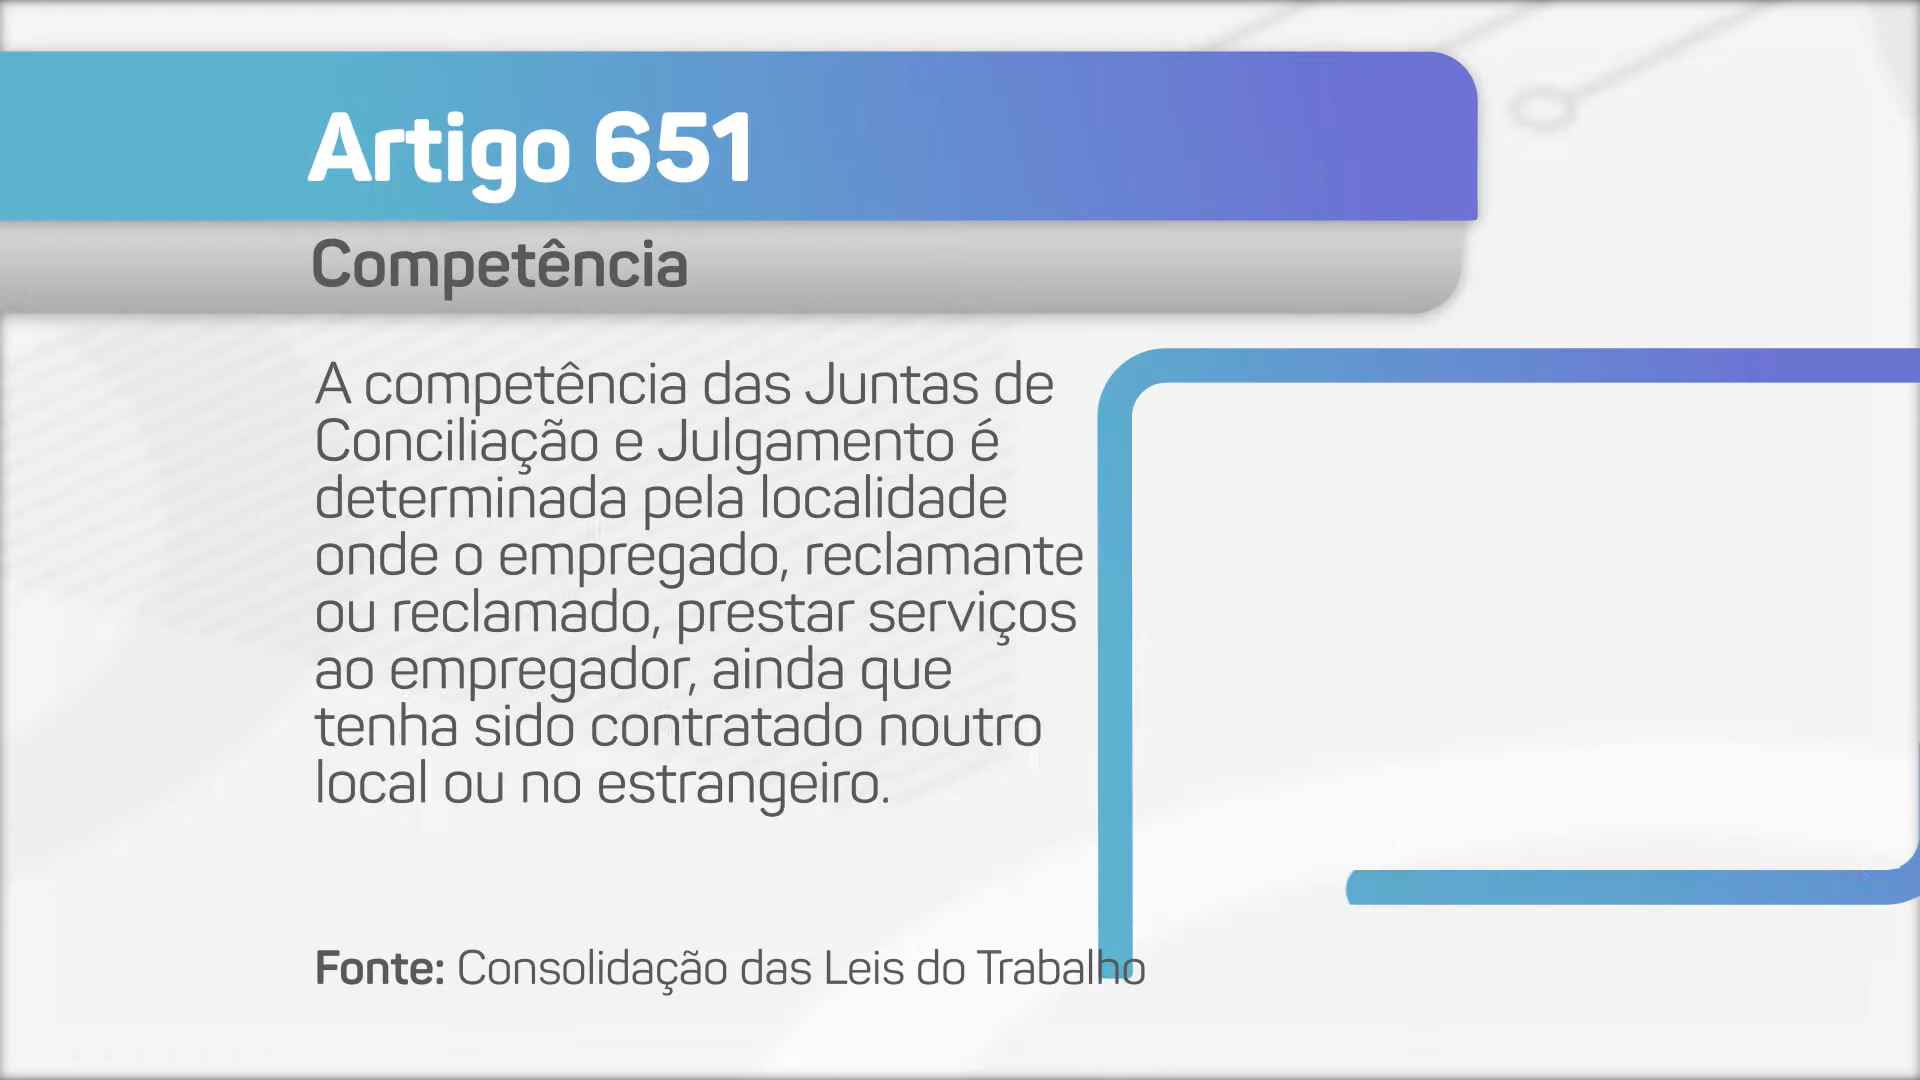 Artigo 651
Competência
A competência das Juntas de
Conciliação e Julgamento é
determinada pela localidade
onde o empregado, reclamante
ou reclamado, prestar serviços
ao empregador, ainda que
tenha sido contratado noutro
local ou no estrangeiro.
Fonte: Consolidação das Leis do Trabalho